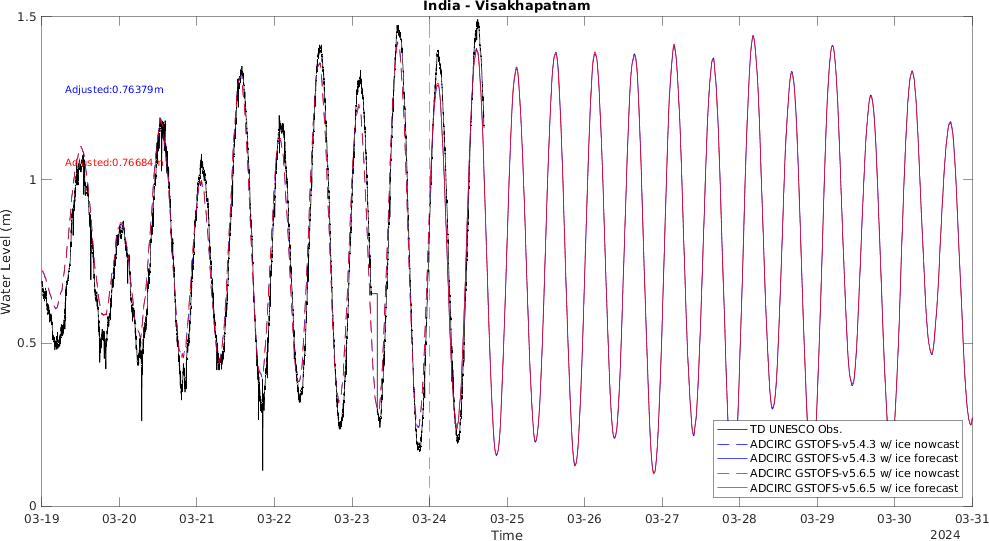 India - Visakhapatnam
1.5
Adjusted:0.76379m
Adjusted:0.76684m
1
Water Level (m)
0.5
TD UNESCO Obs.
ADCIRC GSTOFS-v5.4.3 w/ ice nowcast
ADCIRC GSTOFS-v5.4.3 w/ ice forecast
ADCIRC GSTOFS-v5.6.5 w/ ice nowcast
ADCIRC GSTOFS-v5.6.5 w/ ice forecast
0
03-19 03-20 03-21 03-22 03-23 03-24 03-25 03-26 03-27 03-28 03-29 03-30 03-31
Time
2024